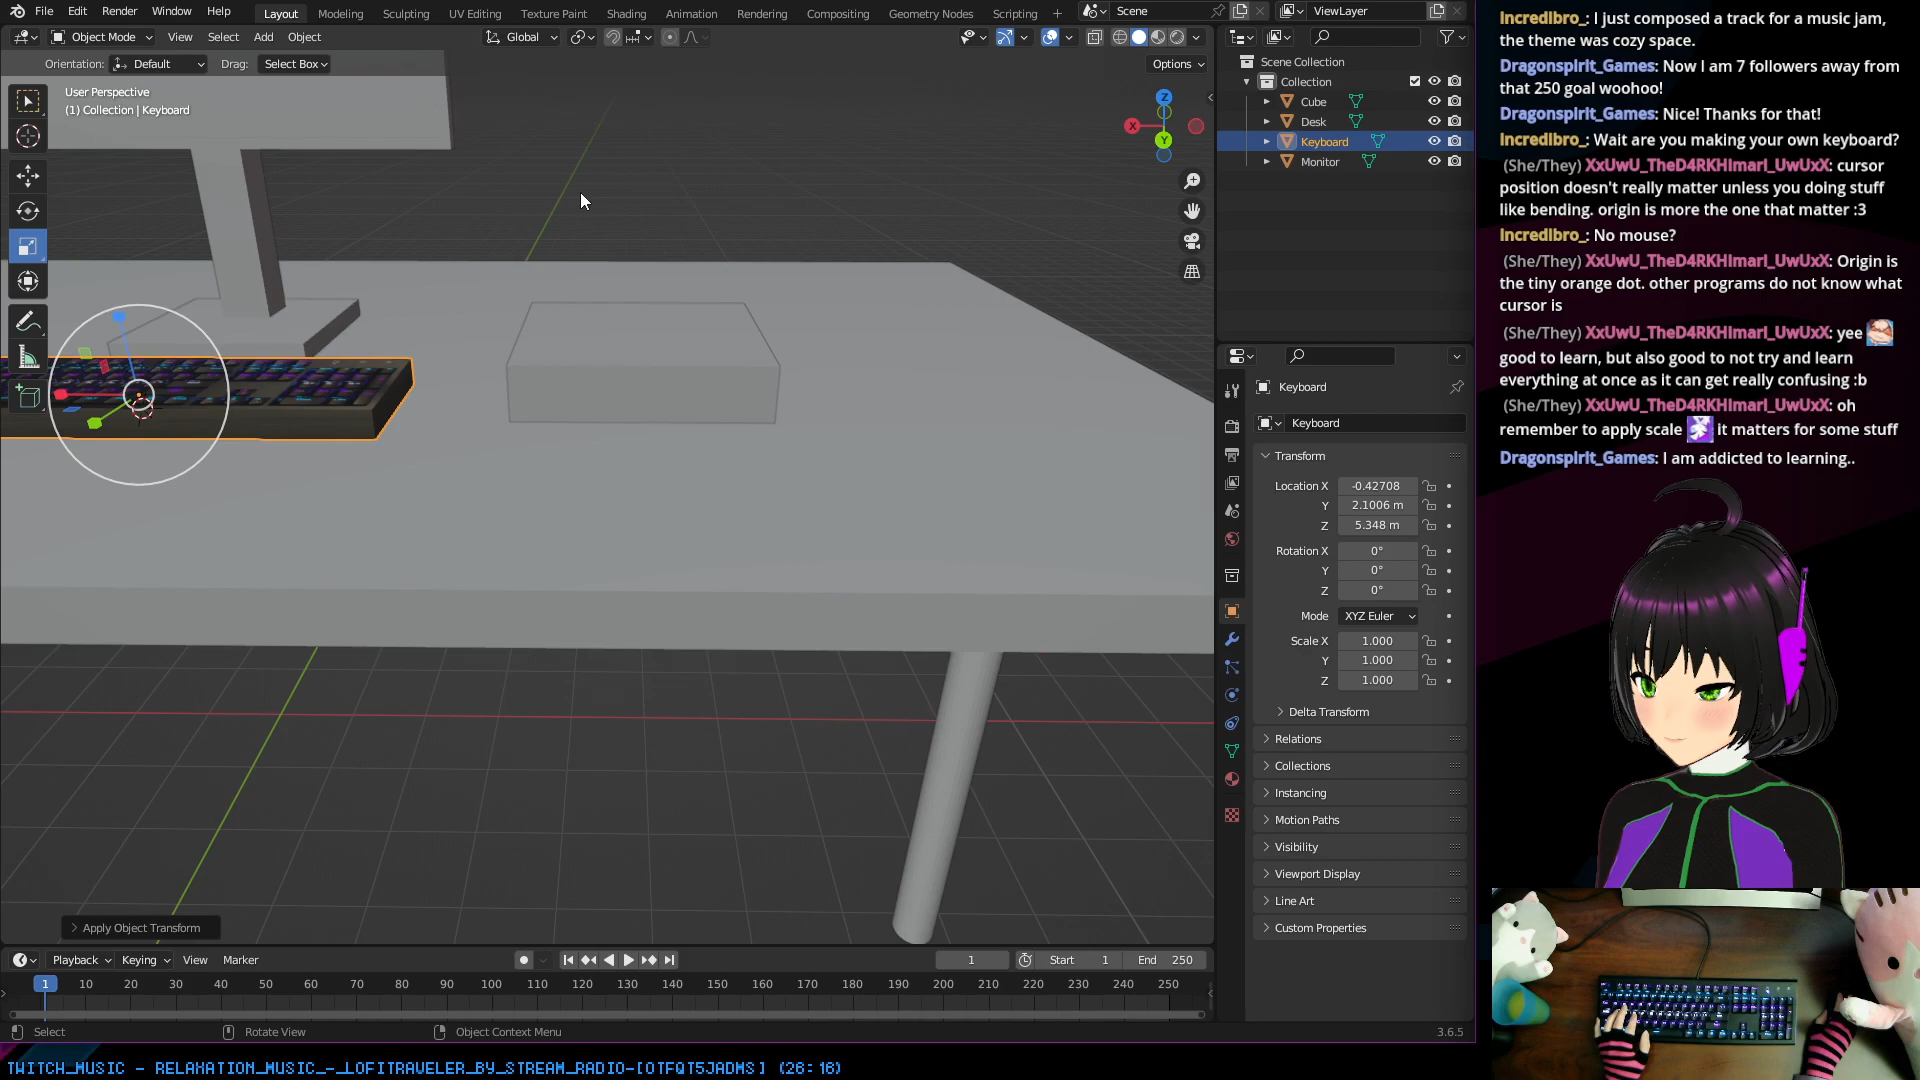 File Edit Render Window Help Layout Modeling Sculpting UV Editing Texture Paint Shading Animation Rendering Compositing Geometry Nodes Scripting + Scene ViewLayer
Object Mode View Select Add Object Global
Orientation: Default Drag: Select Box Options
User Perspective
(1) Collection | Keyboard
Z
X
Y
Scene Collection
Collection
Cube
Desk
Keyboard
Monitor
Keyboard
Keyboard
Transform
Location X -0.42708
Y 2.1006 m
Z 5.348 m
Rotation X 0°
Y 0°
Z 0°
Mode XYZ Euler
Scale X 1.000
Y 1.000
Z 1.000
Delta Transform
Relations
Collections
Instancing
Motion Paths
Visibility
Viewport Display
Line Art
Custom Properties
Apply Object Transform
Playback Keying View Marker 1 Start 1 End 250
1 10 20 30 40 50 60 70 80 90 100 110 120 130 140 150 160 170 180 190 200 210 220 230 240 250
Select Rotate View Object Context Menu 3.6.5
IncredIbro_: I just composed a track for a music jam,
the theme was cozy space.
DragonspIrIt_Games: Now I am 7 followers away from
that 250 goal woohoo!
DragonspIrIt_Games: Nice! Thanks for that!
IncredIbro_: Wait are you making your own keyboard?
(She/They) XxUwU_TheD4RKHImarI_UwUxX: cursor
position doesn't really matter unless you doing stuff
like bending. origin is more the one that matter :3
IncredIbro_: No mouse?
(She/They) XxUwU_TheD4RKHImarI_UwUxX: Origin is
the tiny orange dot. other programs do not know what
cursor is
(She/They) XxUwU_TheD4RKHImarI_UwUxX: yee
good to learn, but also good to not try and learn
everything at once as it can get really confusing :b
(She/They) XxUwU_TheD4RKHImarI_UwUxX: oh
remember to apply scale it matters for some stuff
DragonspIrIt_Games: I am addicted to learning..
TWITCH_MUSIC - RELAXATION_MUSIC_-_LOFITRAVELER_BY_STREAM_RADIO-[OTFQT5JADMS] (26:16)